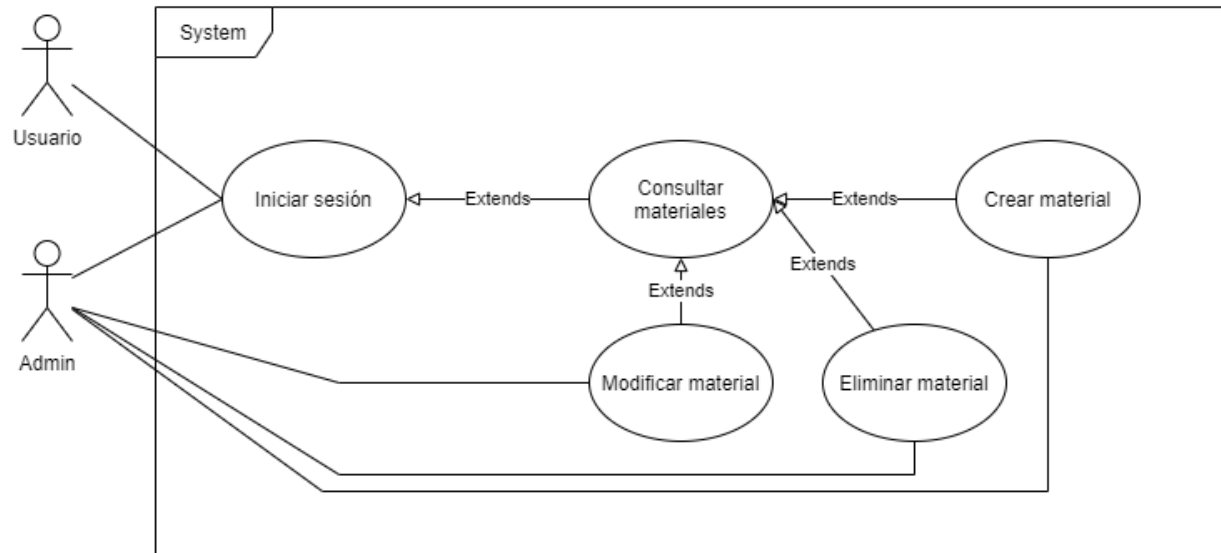 System
Usuario
Iniciar sesión
Extends
Consultar
materiales
Extends
Crear material
Extends
Extends
Admin
Modificar material
Eliminar material